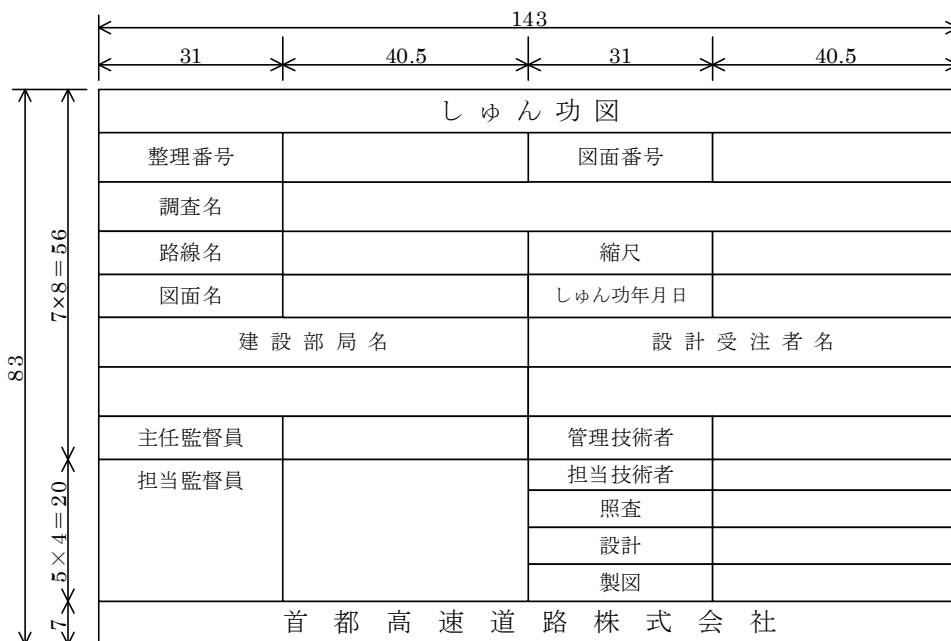 143
31 40.5 31 40.5
しゅん功図
整理番号 図面番号
調査名
路線名 縮尺
図面名 しゅん功年月日
建設部局名 設計受注者名
主任監督員 管理技術者
担当監督員 担当技術者
照査
設計
製図
首都高速道路株式会社
83
7×8=56
5×4=20
7